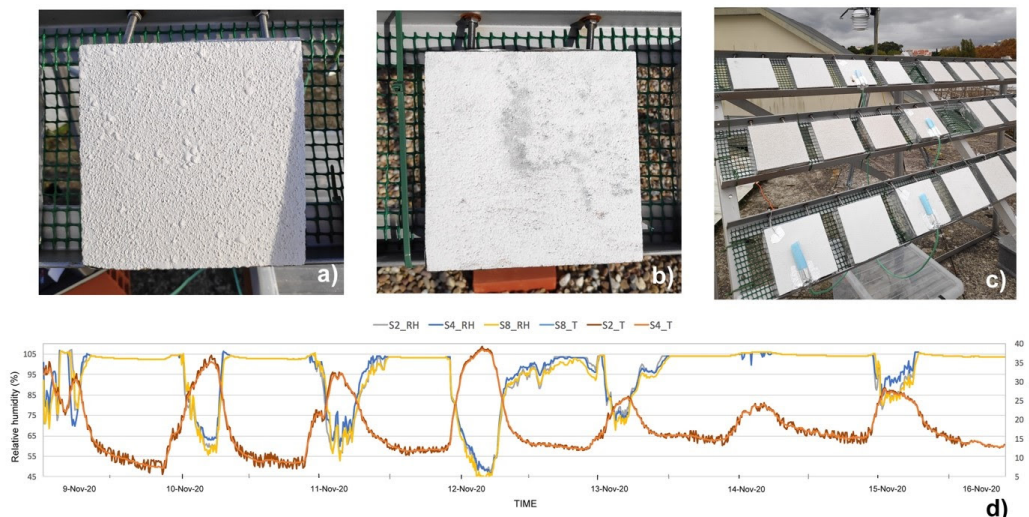 a)
b)
c)
S2_RH S4_RH S8_RH S8_T S2_T S4_T
105
95
85
75
65
55
45
Relative humidity (%)
40
35
30
25
20
15
10
5
9-Nov-20 10-Nov-20 11-Nov-20 12-Nov-20 13-Nov-20 14-Nov-20 15-Nov-20 16-Nov-20
TIME
d)